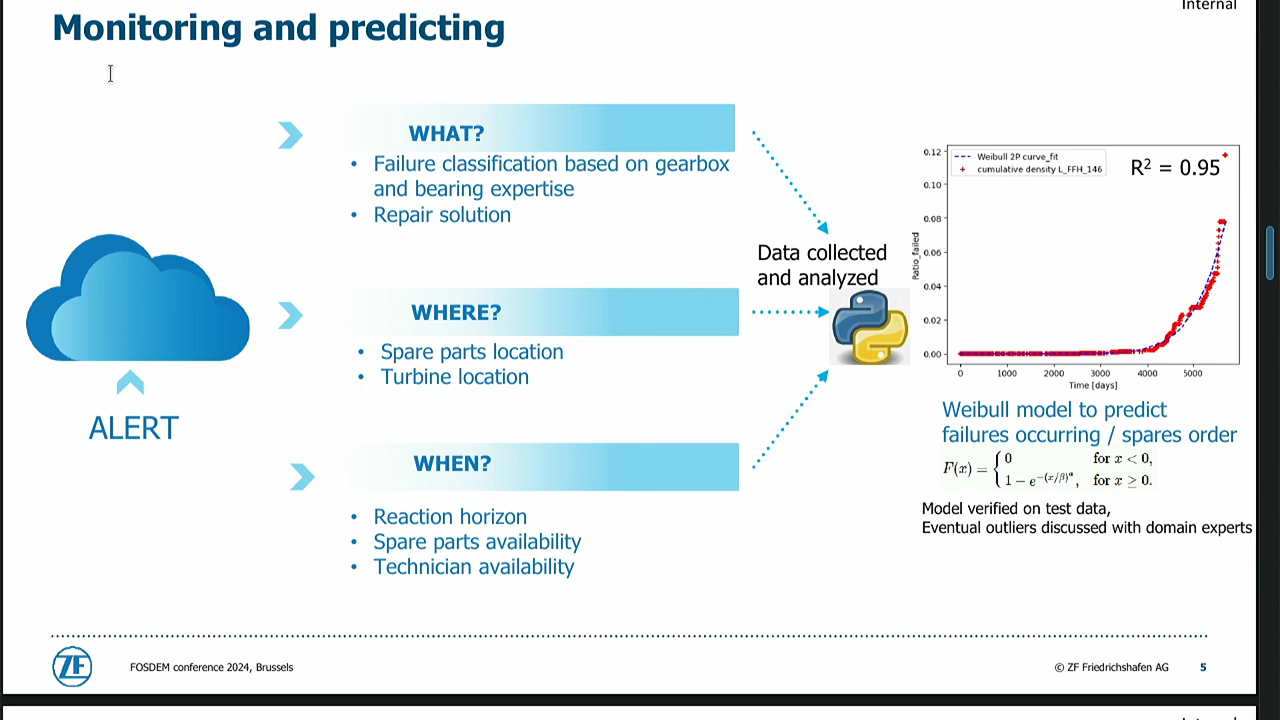 Internal
Monitoring and predicting
WHAT?
• Failure classification based on gearbox
and bearing expertise
• Repair solution
WHERE?
• Spare parts location
• Turbine location
WHEN?
• Reaction horizon
• Spare parts availability
• Technician availability
ALERT
Data collected
and analyzed
Weibull 2P curve_fit
cumulative density L_FFH_146
R² = 0.95
Ratio_failed
0.12
0.10
0.08
0.06
0.04
0.02
0.00
0 1000 2000 3000 4000 5000
Time [days]
Weibull model to predict
failures occurring / spares order
F(x) = { 0 for x < 0,
1 − e^{−(x/β)^α}, for x ≥ 0.
Model verified on test data,
Eventual outliers discussed with domain experts
ZF
FOSDEM conference 2024, Brussels
© ZF Friedrichshafen AG 5